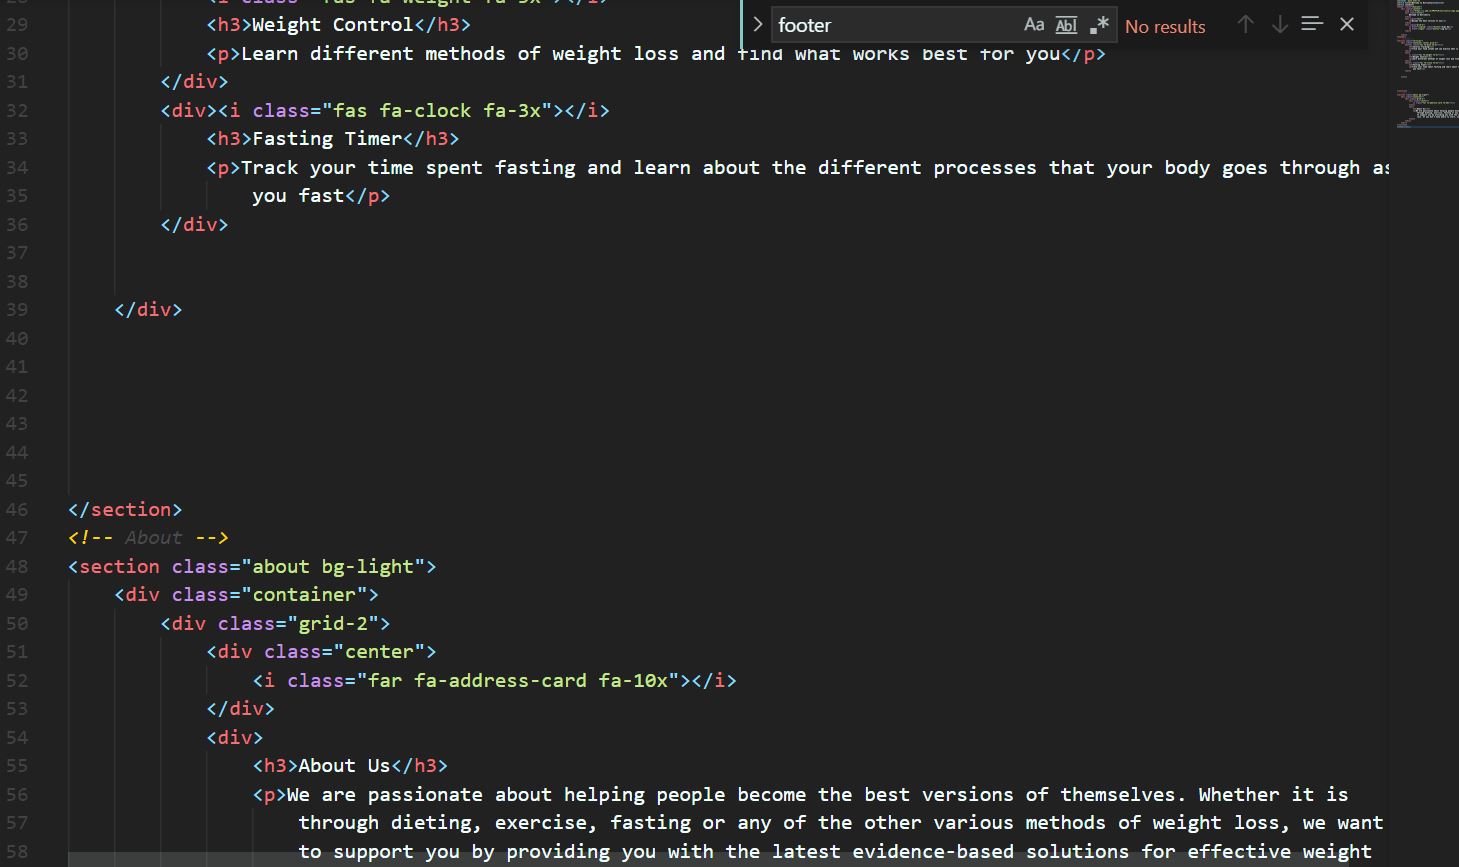 28 <i class="fas fa-weight fa-3x"></i>
29 <h3>Weight Control</h3>
30 <p>Learn different methods of weight loss and find what works best for you</p>
31 </div>
32 <div><i class="fas fa-clock fa-3x"></i>
33 <h3>Fasting Timer</h3>
34 <p>Track your time spent fasting and learn about the different processes that your body goes through as
35 you fast</p>
36 </div>
37
38
39 </div>
40
41
42
43
44
45
46 </section>
47 <!-- About -->
48 <section class="about bg-light">
49 <div class="container">
50 <div class="grid-2">
51 <div class="center">
52 <i class="far fa-address-card fa-10x"></i>
53 </div>
54 <div>
55 <h3>About Us</h3>
56 <p>We are passionate about helping people become the best versions of themselves. Whether it is
57 through dieting, exercise, fasting or any of the other various methods of weight loss, we want
58 to support you by providing you with the latest evidence-based solutions for effective weight
footer
Aa Abl .*
No results